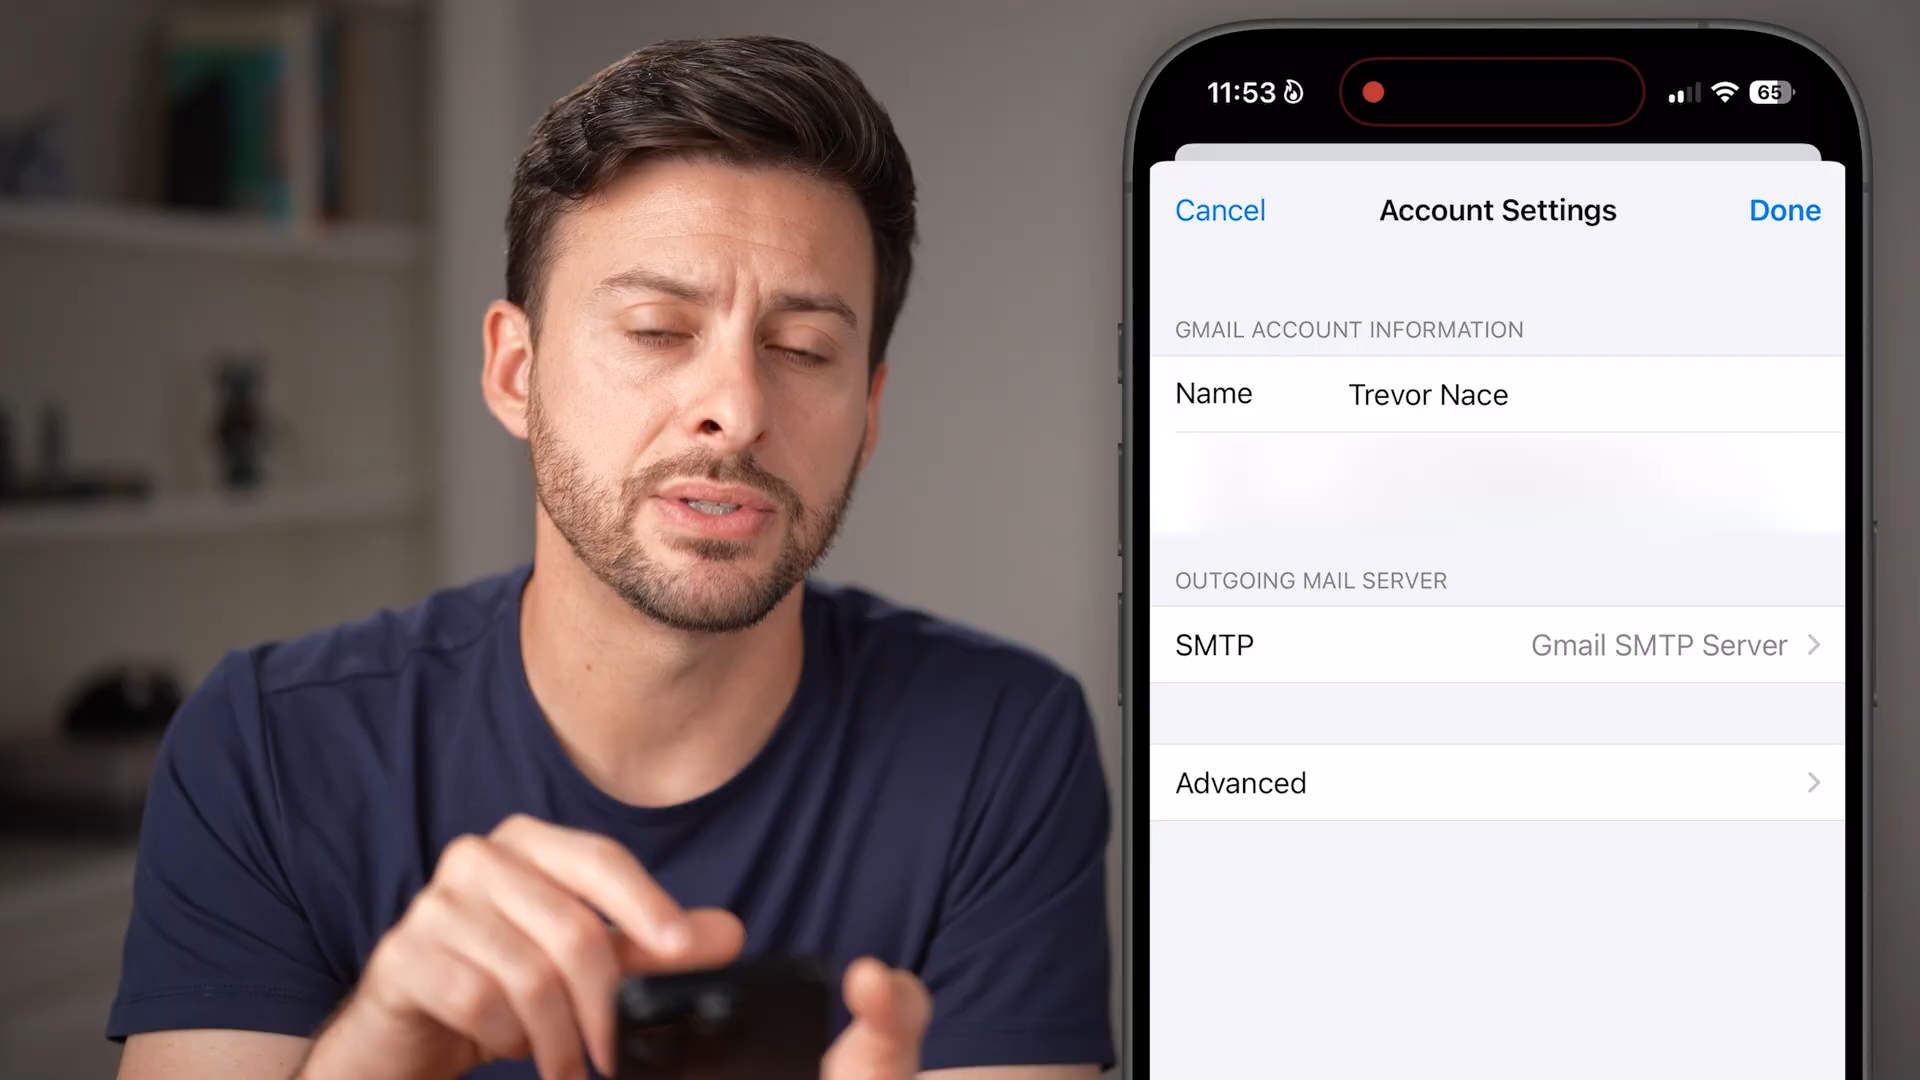 11:53
65
Cancel
Account Settings
Done
GMAIL ACCOUNT INFORMATION
Name
Trevor Nace
OUTGOING MAIL SERVER
SMTP
Gmail SMTP Server
Advanced